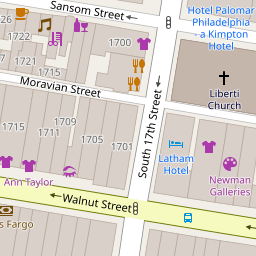 Sansom Street
Hotel Palomar
Philadelphia
- a Kimpton
Hotel
1722
1721
1700
Moravian Street
Liberti
Church
1715
1709
1711
1705
1701
South 17th Street
Latham
Hotel
Newman
Galleries
Ann Taylor
Walnut Street
s Fargo